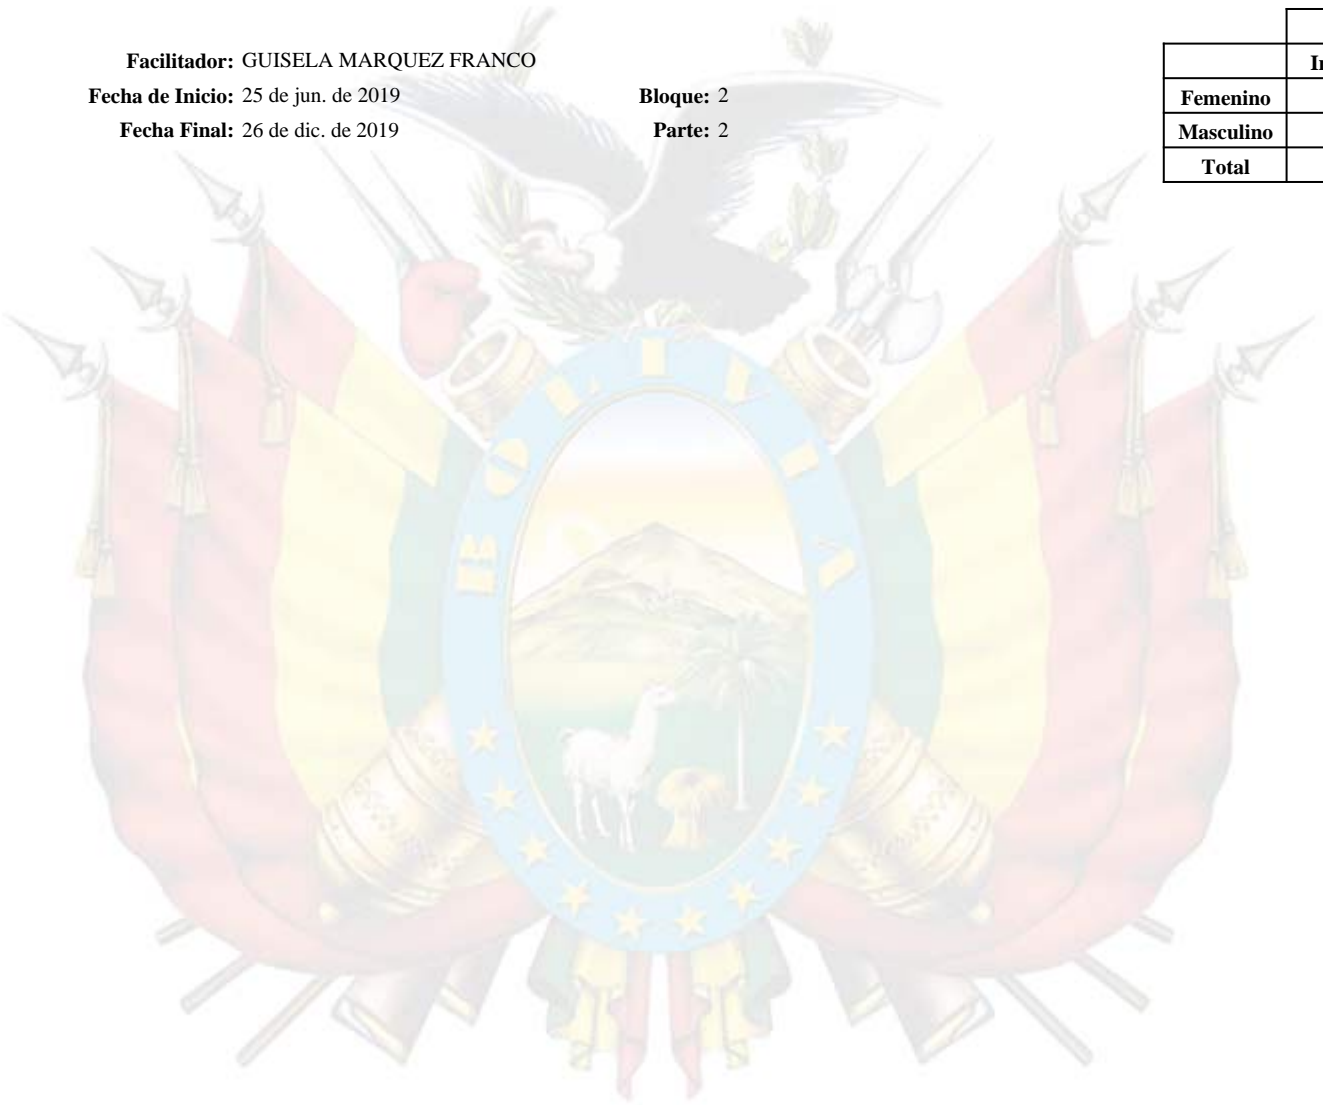 Facilitador: GUISELA MARQUEZ FRANCO
Fecha de Inicio: 25 de jun. de 2019 Bloque: 2
Fecha Final: 26 de dic. de 2019 Parte: 2
Femenino
Masculino
Total
BOLIVIA